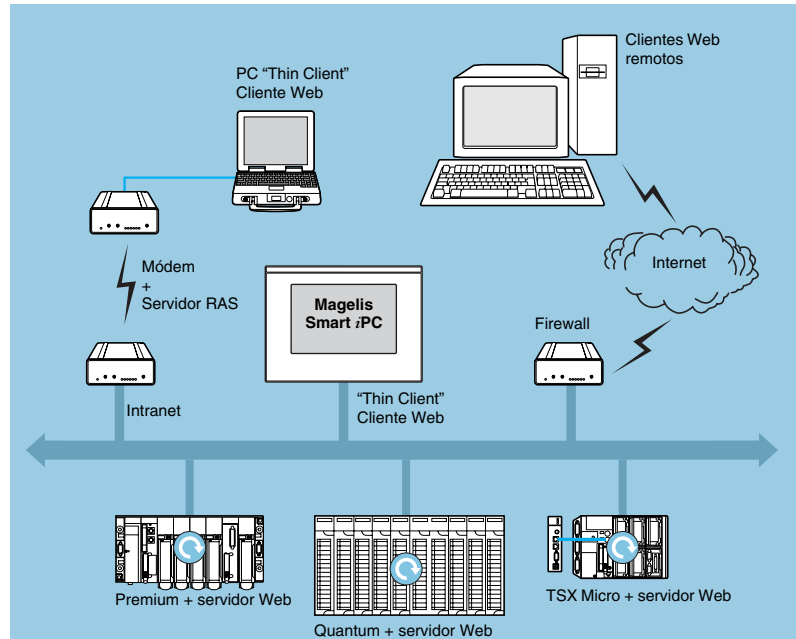 Clientes Web
remotos
PC “Thin Client”
Cliente Web
Módem
+
Servidor RAS
Internet
Magelis
Smart iPC
Firewall
“Thin Client”
Cliente Web
Intranet
Premium + servidor Web
TSX Micro + servidor Web
Quantum + servidor Web